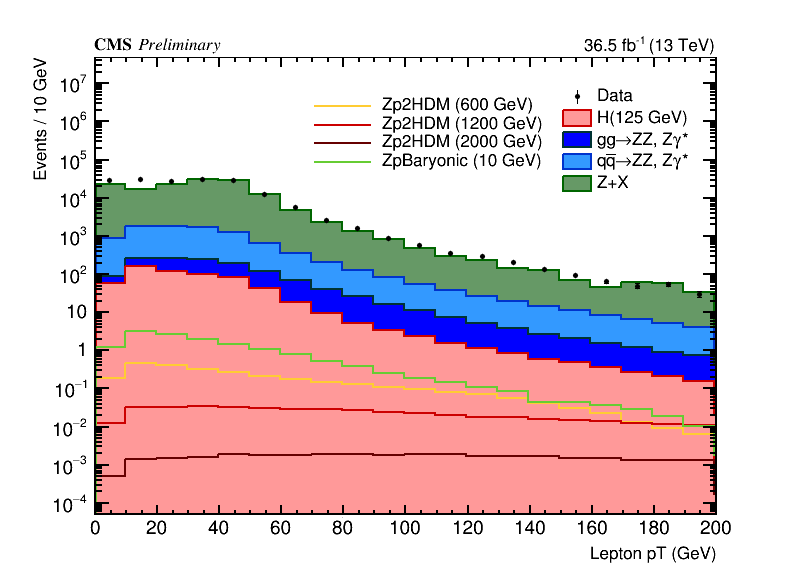 CMS Preliminary
36.5 fb⁻¹ (13 TeV)
Events / 10 GeV
Zp2HDM (600 GeV)
Zp2HDM (1200 GeV)
Zp2HDM (2000 GeV)
ZpBaryonic (10 GeV)
Data
H(125 GeV)
gg→ZZ, Zγ*
qq̅→ZZ, Zγ*
Z+X
10⁷
10⁶
10⁵
10⁴
10³
10²
10
1
10⁻¹
10⁻²
10⁻³
10⁻⁴
0 20 40 60 80 100 120 140 160 180 200
Lepton pT (GeV)